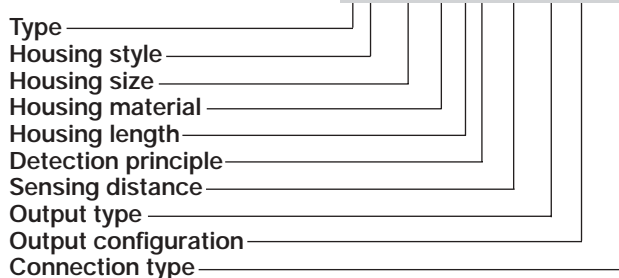 Type
Housing style
Housing size
Housing material
Housing length
Detection principle
Sensing distance
Output type
Output configuration
Connection type